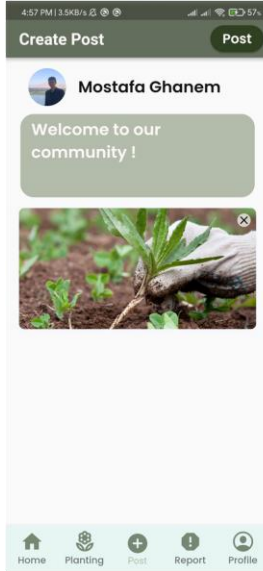 4:57 PM | 3.5KB/s
57%
Create Post
Post
Mostafa Ghanem
Welcome to our
community !
Home
Planting
Post
Report
Profile